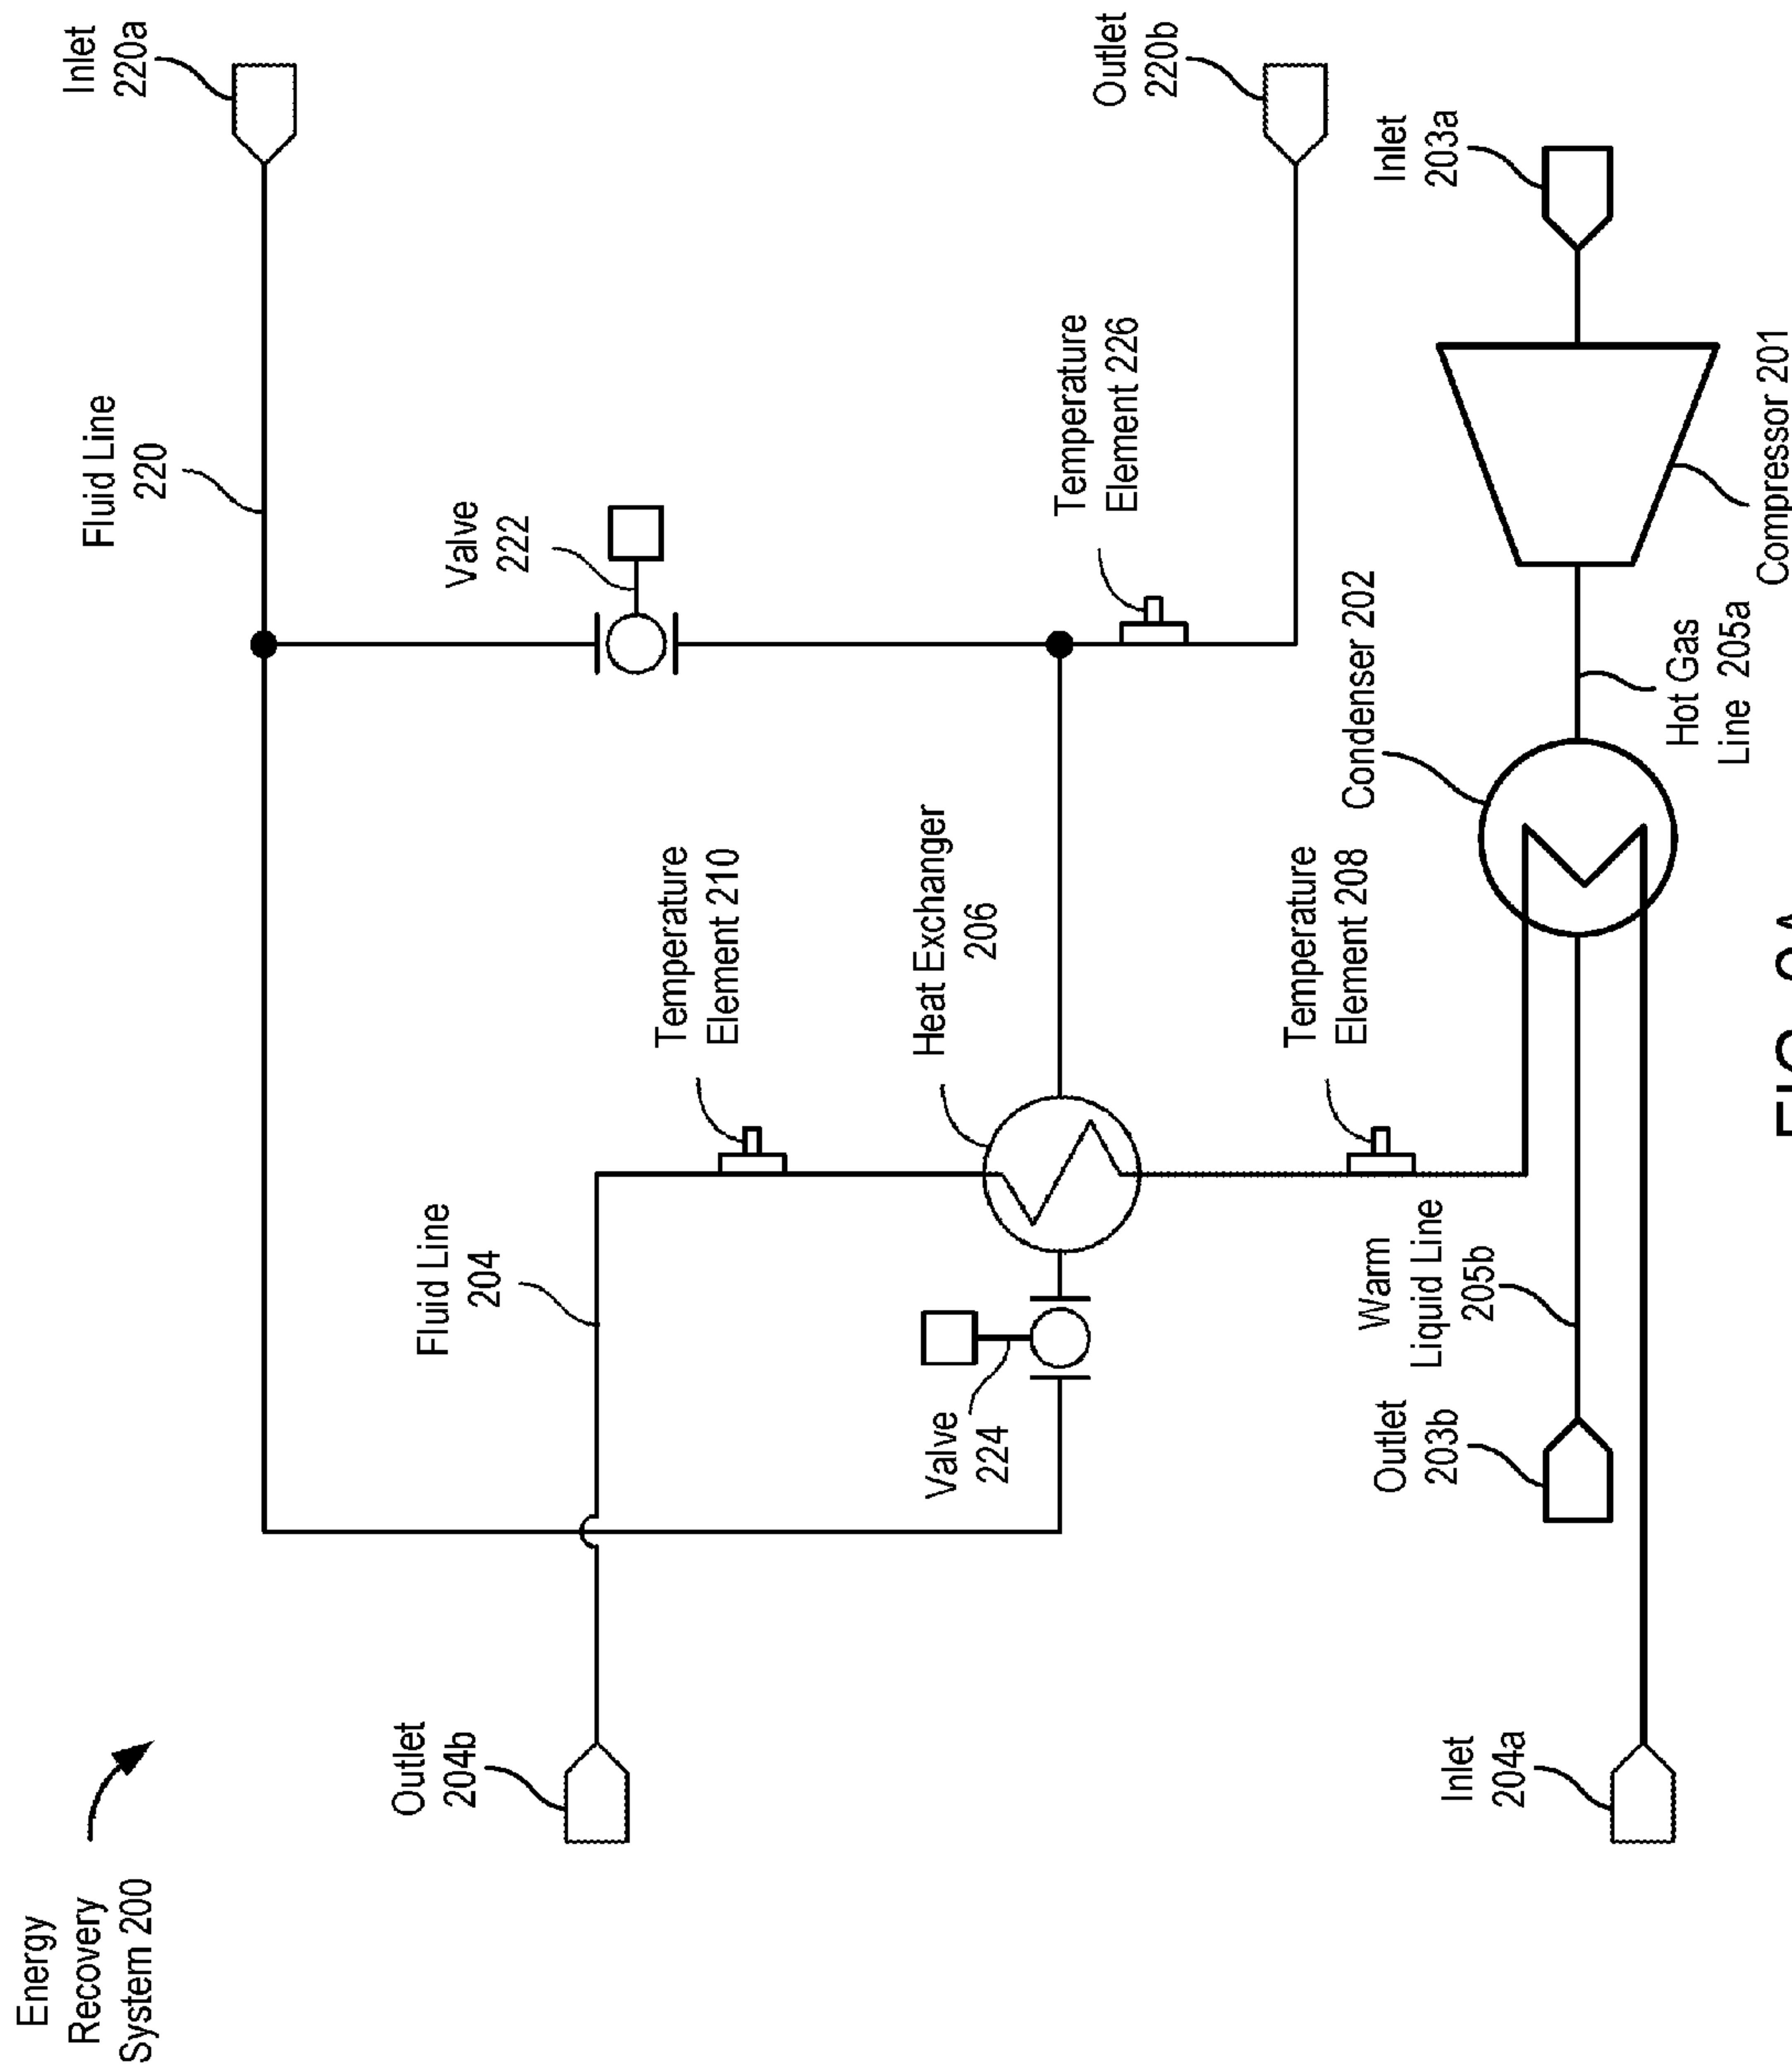 Energy
Recovery
System 200
Inlet
220a
Fluid Line
220
Valve
222
Outlet
220b
Temperature
Element 226
Inlet
203a
Temperature
Element 210
Fluid Line
204
Heat Exchanger
206
Condenser 202
Compressor 201
Hot Gas
Line 205a
Temperature
Element 208
Valve
224
Warm
Liquid Line
205b
Outlet
203b
Outlet
204b
Inlet
204a